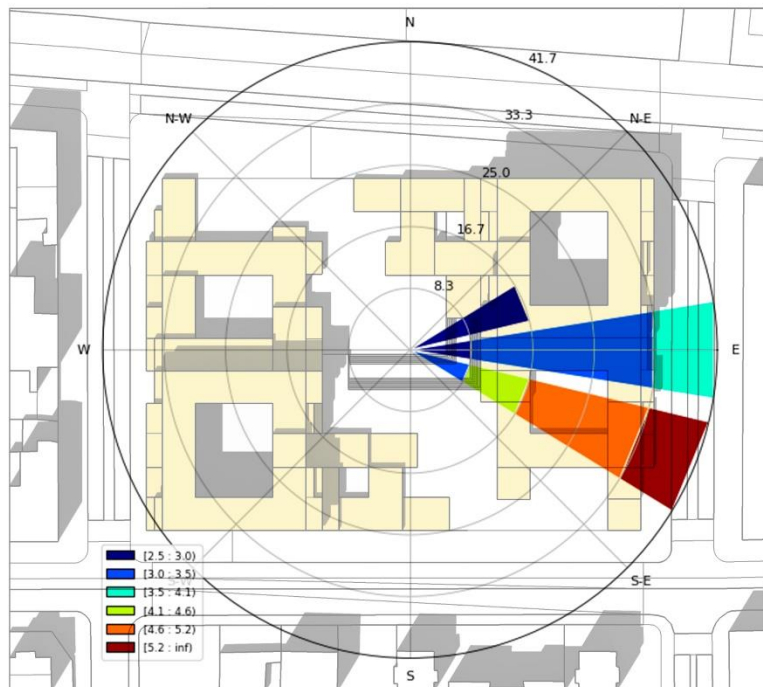 N
41.7
33.3
N-W
N-E
25.0
16.7
8.3
W
E
[2.5 : 3.0)
[3.0 : 3.5)
[3.5 : 4.1)
[4.1 : 4.6)
[4.6 : 5.2)
[5.2 : inf)
S-W
S-E
S